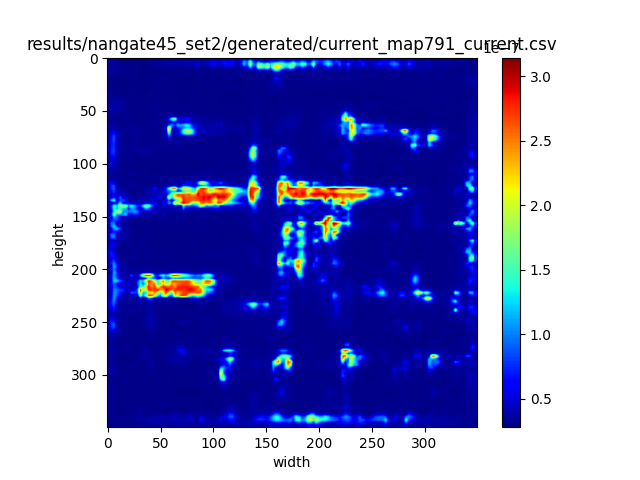 results/nangate45_set2/generated/current_map791_current.csv
1e−7
0
50
100
150
200
250
300
height
0 50 100 150 200 250 300
width
3.0
2.5
2.0
1.5
1.0
0.5